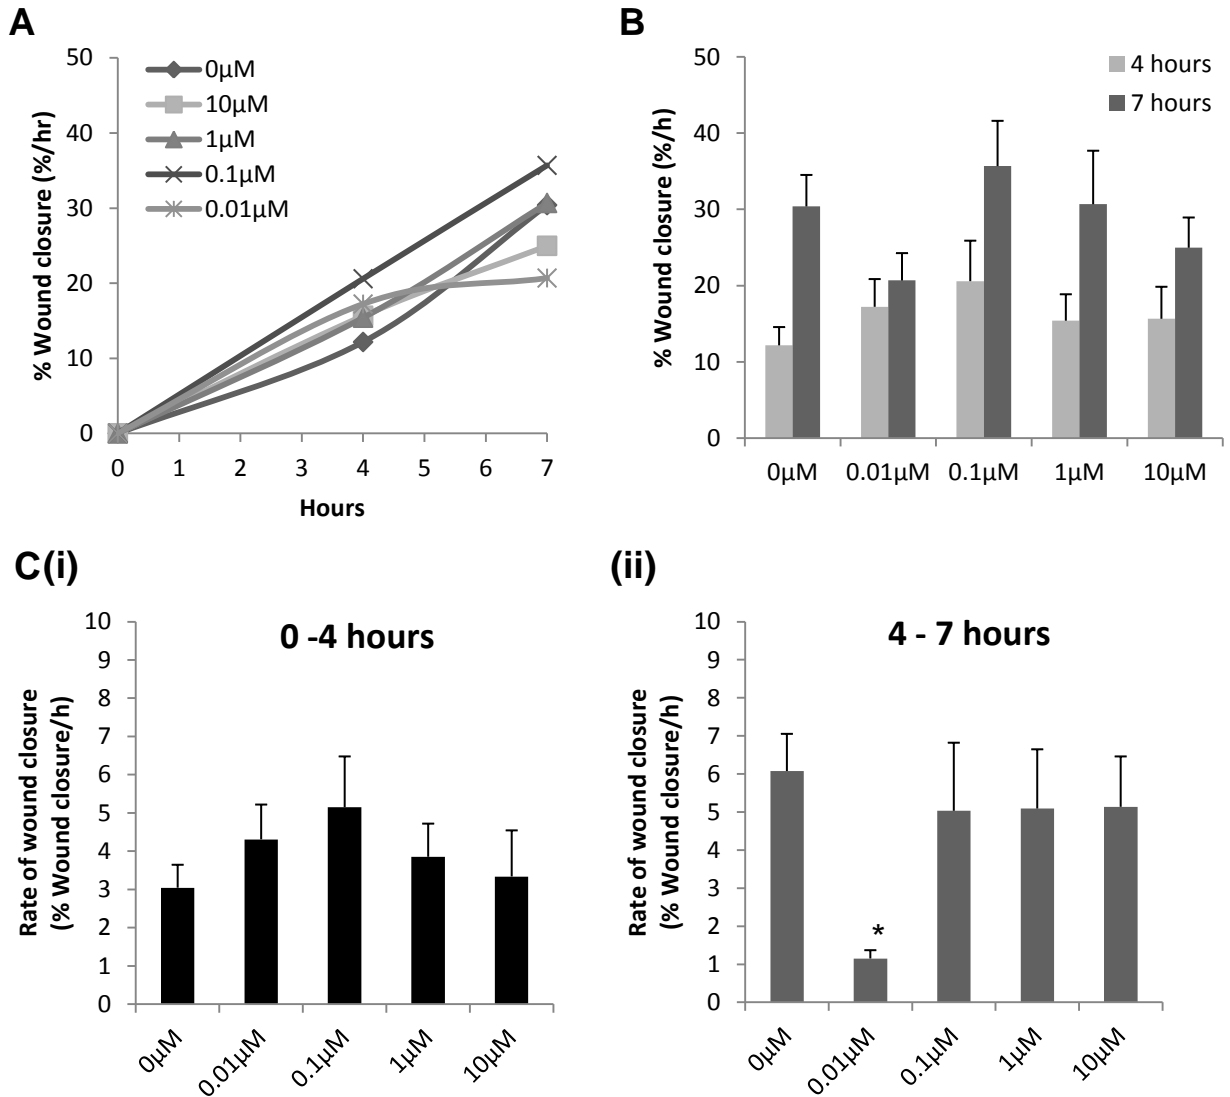 A
% Wound closure (%/hr)
50
40
30
20
10
0
0μM
10μM
1μM
0.1μM
0.01μM
0 1 2 3 4 5 6 7
Hours
B
% Wound closure (%/h)
50
40
30
20
10
0
4 hours
7 hours
0μM 0.01μM 0.1μM 1μM 10μM
C(i)
0 -4 hours
Rate of wound closure
(% Wound closure/h)
10
9
8
7
6
5
4
3
2
1
0
0μM 0.01μM 0.1μM 1μM 10μM
(ii)
4 - 7 hours
Rate of wound closure
(% Wound closure/h)
10
9
8
7
6
5
4
3
2
1
0
*
0μM 0.01μM 0.1μM 1μM 10μM